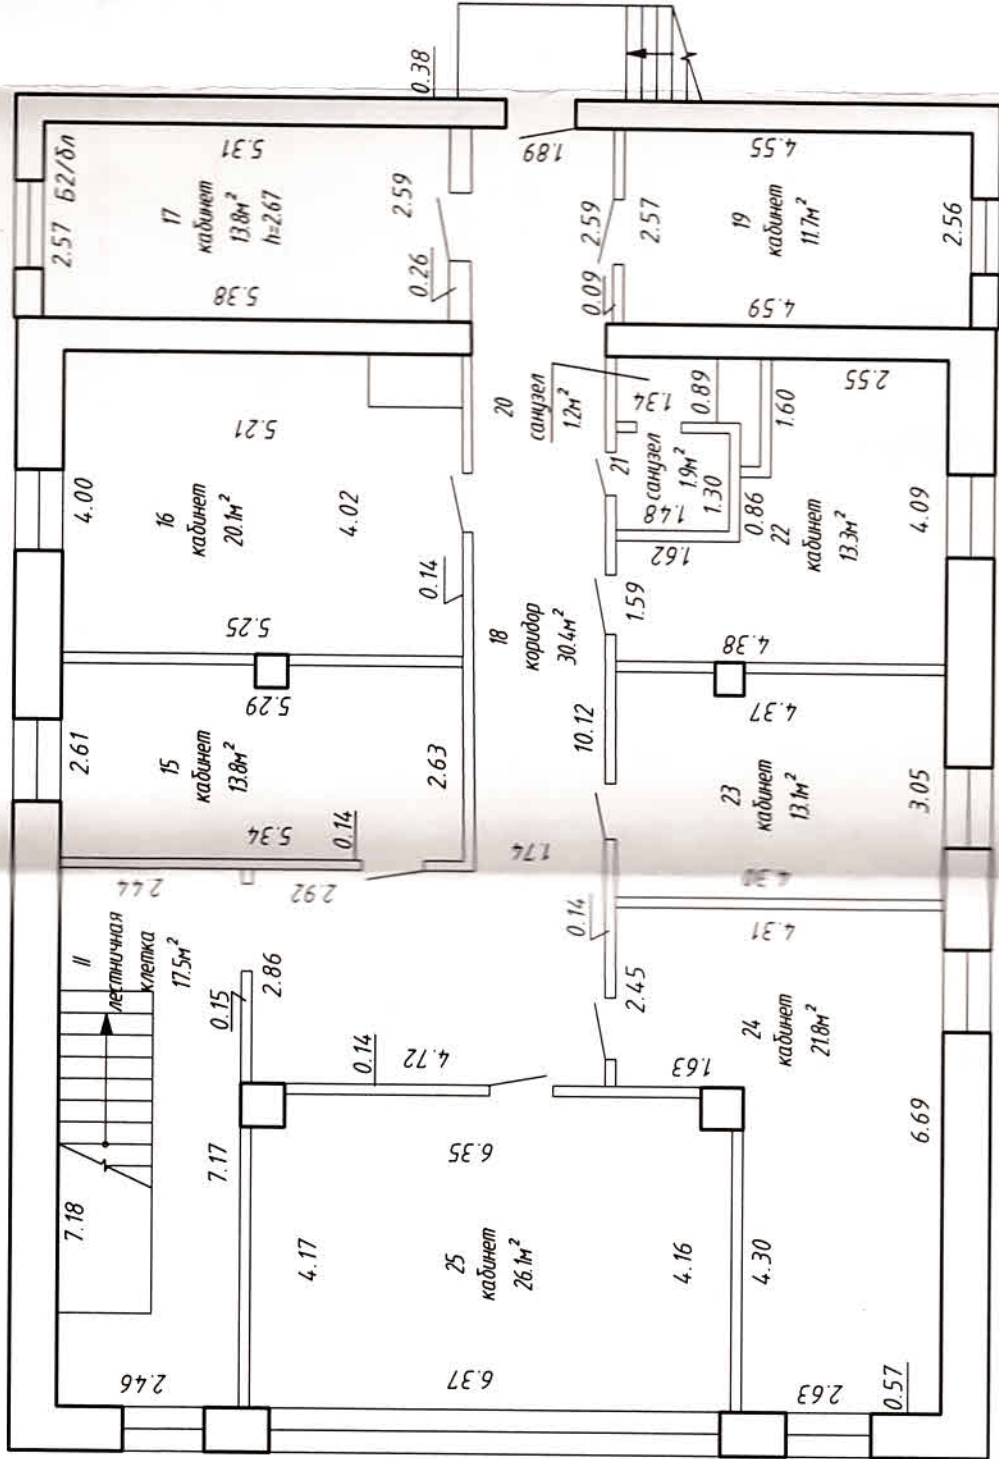 0.38
2.57 Б2/бл
5.31
17
кабинет
13.8м²
h=2.67
5.38
2.59
0.26
1.89
2.59
2.57
0.09
4.55
19
кабинет
11.7м²
4.59
2.56
4.00
5.21
16
кабинет
20.1м²
4.02
5.25
0.14
20
санузел
1.2м²
1.34
0.89
1.60
2.55
21
санузел
1.9м²
1.30
1.48
1.62
0.86
22
кабинет
13.3м²
4.09
1.59
4.38
18
коридор
30.4м²
10.12
1.74
2.61
5.29
15
кабинет
13.8м²
2.63
5.34
0.14
4.37
23
кабинет
13.1м²
3.05
4.30
2.44
2.92
II
лестничная
клетка
17.5м²
0.15
2.86
0.14
4.72
0.14
2.45
4.31
24
кабинет
21.8м²
1.63
6.69
7.18
7.17
6.35
4.17
25
кабинет
26.1м²
4.16
4.30
2.46
6.37
2.63
0.57